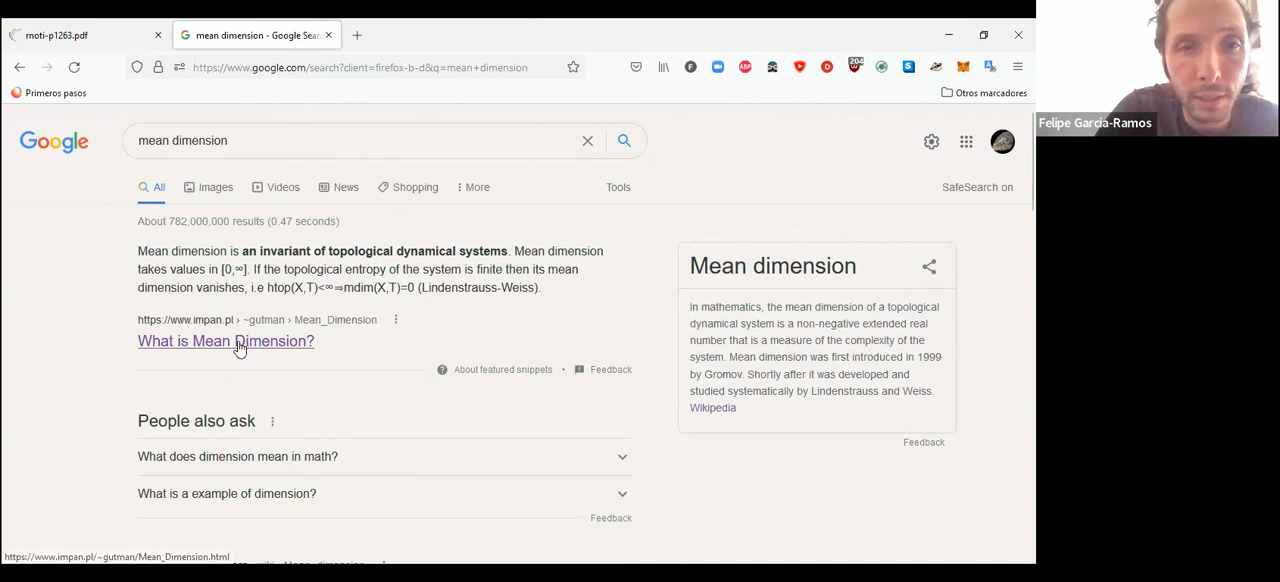 rnoti-p1263.pdf
mean dimension - Google Sear
https://www.google.com/search?client=firefox-b-d&q=mean+dimension
204
Primeros pasos
Otros marcadores
Felipe García-Ramos
Google
mean dimension
All
Images
Videos
News
Shopping
More
Tools
SafeSearch on
About 782,000,000 results (0.47 seconds)
Mean dimension is an invariant of topological dynamical systems. Mean dimension
takes values in [0,∞]. If the topological entropy of the system is finite then its mean
dimension vanishes, i.e htop(X,T)<∞⇒mdim(X,T)=0 (Lindenstrauss-Weiss).
https://www.impan.pl › ~gutman › Mean_Dimension
What is Mean Dimension?
About featured snippets • Feedback
People also ask
What does dimension mean in math?
What is a example of dimension?
Feedback
Mean dimension
In mathematics, the mean dimension of a topological
dynamical system is a non-negative extended real
number that is a measure of the complexity of the
system. Mean dimension was first introduced in 1999
by Gromov. Shortly after it was developed and
studied systematically by Lindenstrauss and Weiss.
Wikipedia
Feedback
https://www.impan.pl/~gutman/Mean_Dimension.html